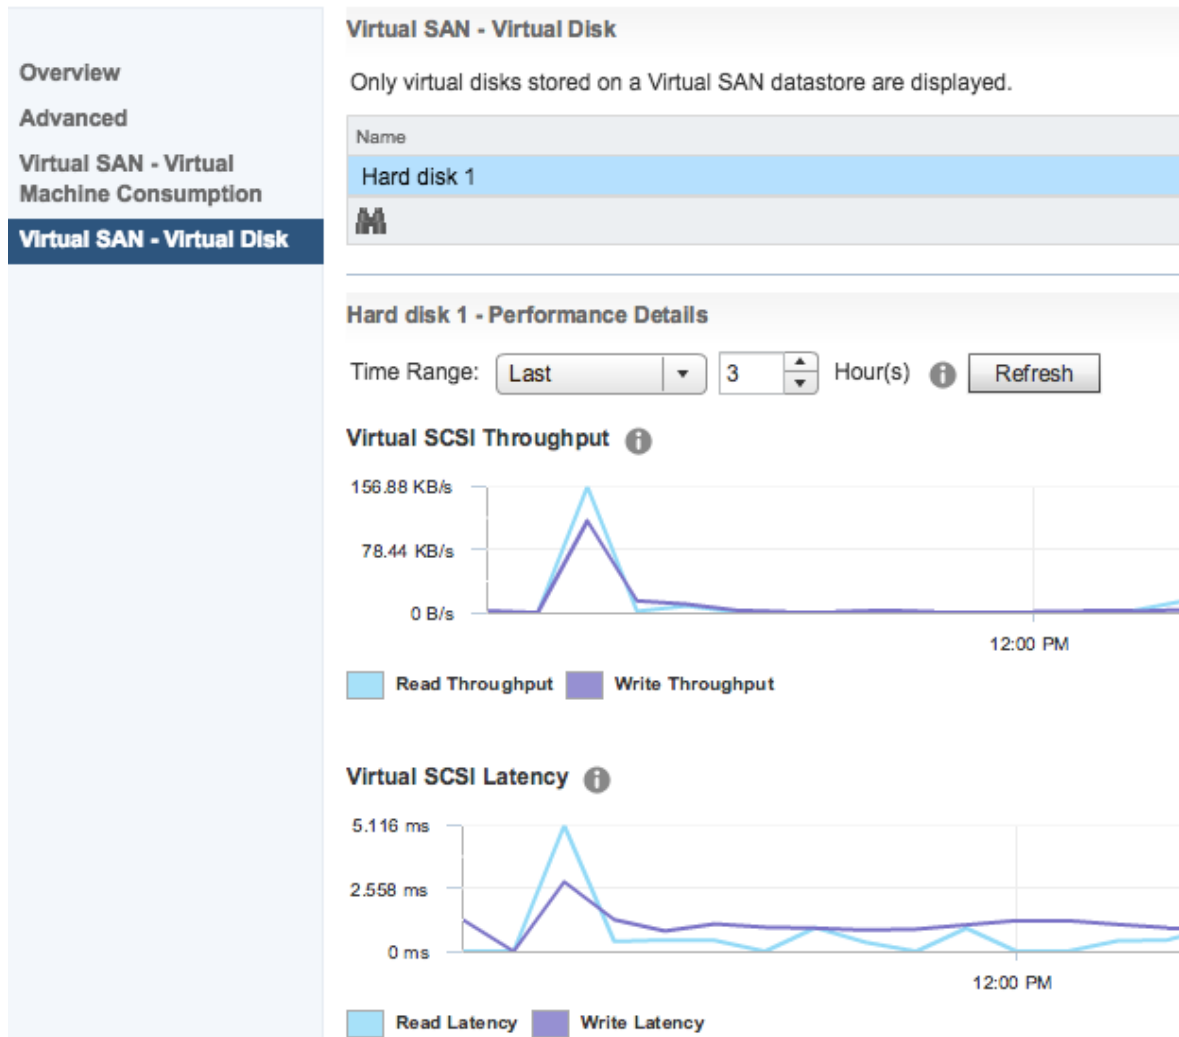 Overview
Advanced
Virtual SAN - Virtual
Machine Consumption
Virtual SAN - Virtual Disk
Virtual SAN - Virtual Disk
Only virtual disks stored on a Virtual SAN datastore are displayed.
Name
Hard disk 1
Hard disk 1 - Performance Details
Time Range: Last 3 Hour(s) Refresh
Virtual SCSI Throughput
156.88 KB/s
78.44 KB/s
0 B/s
12:00 PM
Read Throughput Write Throughput
Virtual SCSI Latency
5.116 ms
2.558 ms
0 ms
12:00 PM
Read Latency Write Latency